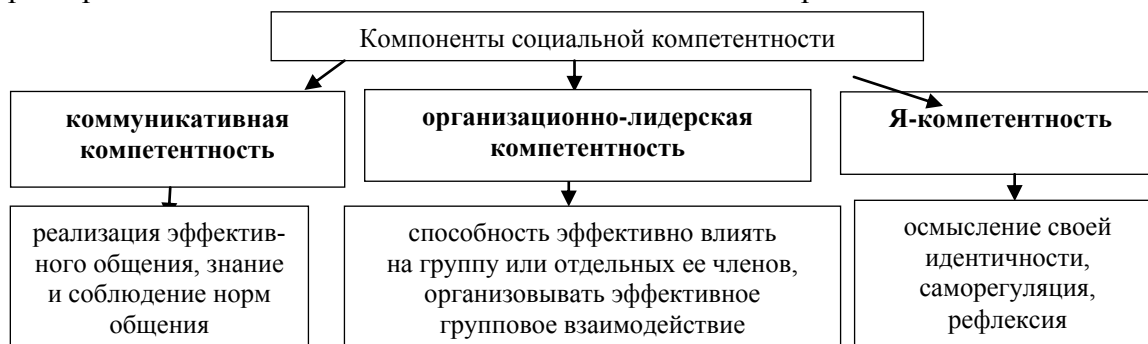 Компоненты социальной компетентности
коммуникативная
компетентность
организационно-лидерская
компетентность
Я-компетентность
реализация эффектив-
ного общения, знание
и соблюдение норм
общения
способность эффективно влиять
на группу или отдельных ее членов,
организовывать эффективное
групповое взаимодействие
осмысление своей
идентичности,
саморегуляция,
рефлексия